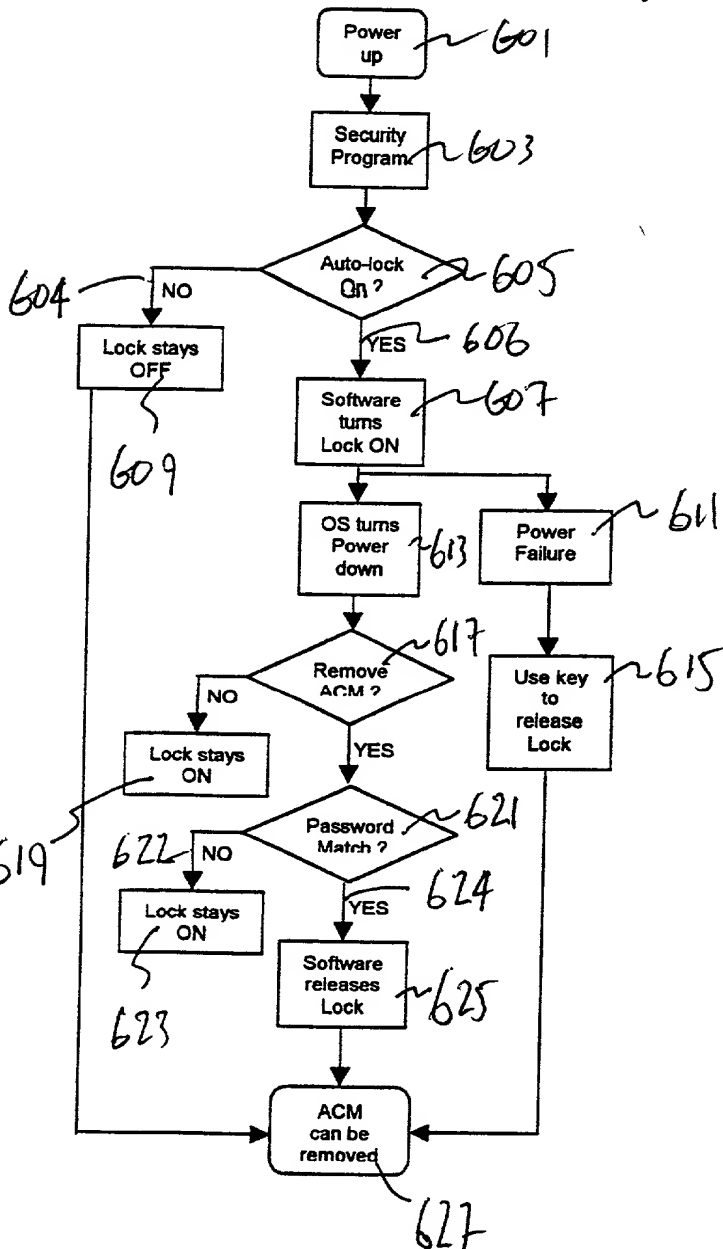 Power
up
601
Security
Program
603
Auto-lock
On ?
605
604
NO
YES
606
Lock stays
OFF
609
Software
turns
Lock ON
607
OS turns
Power
down
613
Power
Failure
611
Remove
ACM ?
617
NO
Lock stays
ON
619
YES
Use key
to
release
Lock
615
Password
Match ?
621
622
NO
Lock stays
ON
623
YES
624
Software
releases
Lock
625
ACM
can be
removed
627